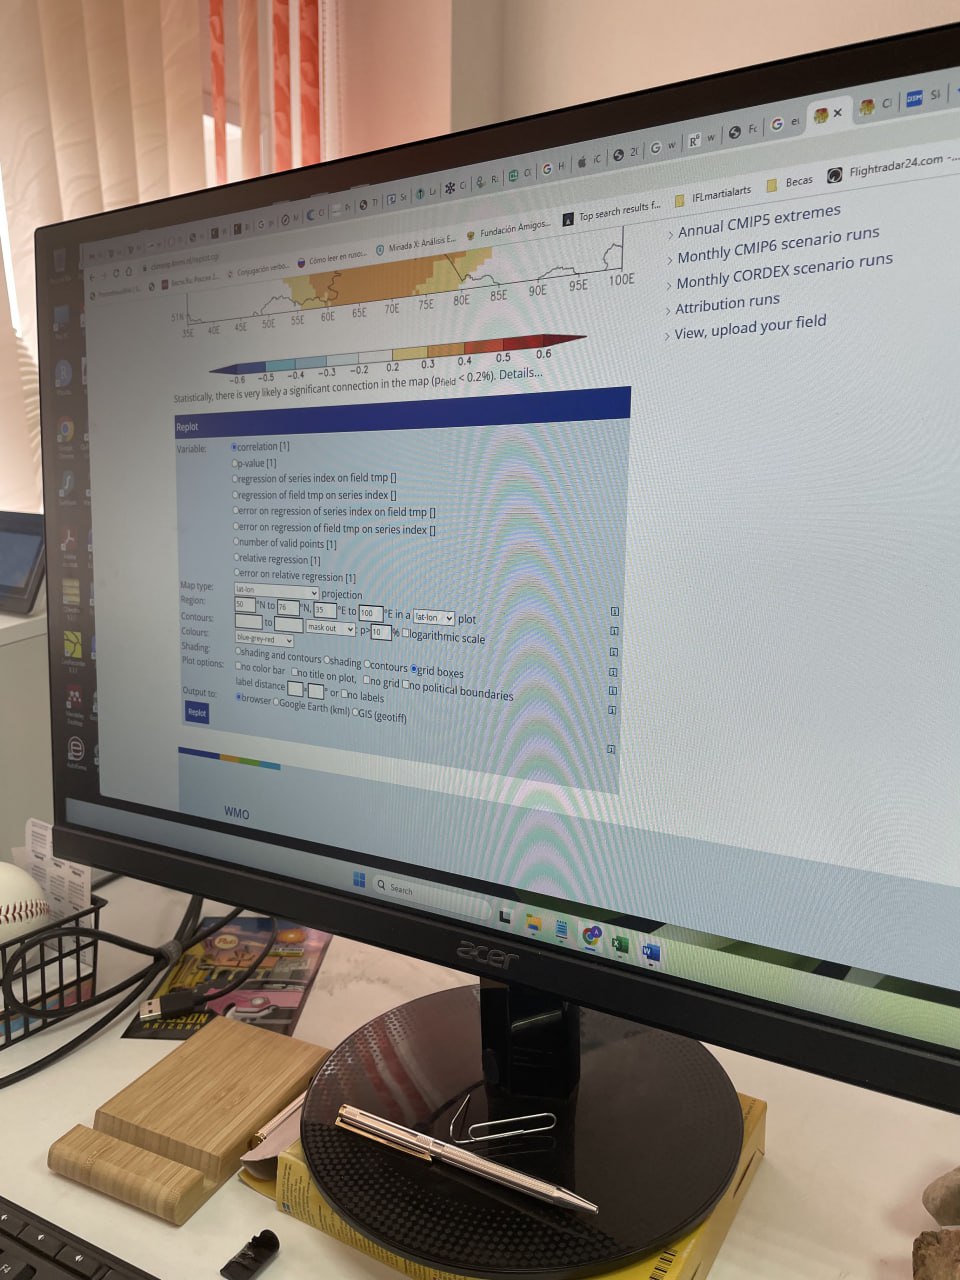 Flightradar24.com -...
Becas
IFLmartialarts
Top search results f...
Fundación Amigos...
Minada X: Análisis E...
Cómo leer en ruso:...
Conjugación verbo...
Annual CMIP5 extremes
Monthly CMIP6 scenario runs
Monthly CORDEX scenario runs
Attribution runs
View, upload your field
51N
35E 40E 45E 50E 55E 60E 65E 70E 75E 80E 85E 90E 95E 100E
-0.6 -0.5 -0.4 -0.3 -0.2 0.2 0.3 0.4 0.5 0.6
Statistically, there is very likely a significant connection in the map (pfield < 0.2%). Details...
Replot
Variable: correlation [1]
p-value [1]
regression of series index on field tmp []
regression of field tmp on series index []
error on regression of series index on field tmp []
error on regression of field tmp on series index []
number of valid points [1]
relative regression [1]
error on relative regression [1]
Map type: lat-lon projection
Region: 50 °N to 76 °N, 35 °E to 100 °E in a lat-lon plot
Contours: to mask out p> 10 % logarithmic scale
Colours: blue-grey-red
Shading: shading and contours shading contours grid boxes
Plot options: no color bar no title on plot, no grid no political boundaries
label distance ° or no labels
Output to: browser Google Earth (kml) GIS (geotiff)
Replot
WMO
Search
acer
ARIZONA
F4